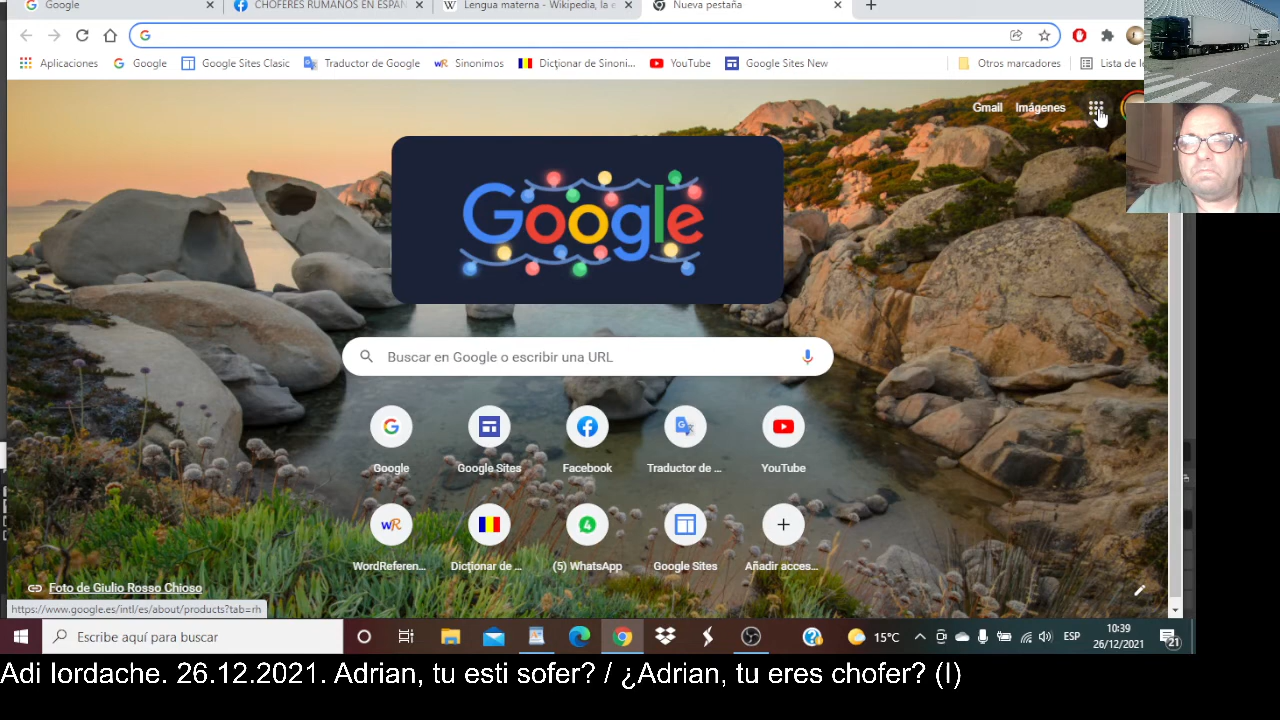 Google
CHOFERES RUMANOS EN ESPAÑ
Lengua materna - Wikipedia, la e
Nueva pestaña
Aplicaciones
Google
Google Sites Clasic
Traductor de Google
Sinonims
Dicționar de Sinoni...
YouTube
Google Sites New
Otros marcadores
Lista de le
Gmail
Imágenes
Google
Buscar en Google o escribir una URL
Google
Google Sites
Facebook
Traductor de ...
YouTube
wR
WordReferen...
Dicționar de ...
(5) WhatsApp
Google Sites
Añadir acces...
Foto de Giulio Rosso Chioso
https://www.google.es/intl/es/about/products?tab=rh
Escribe aquí para buscar
15°C
ESP
10:39
26/12/2021
21
Adi Iordache. 26.12.2021. Adrian, tu esti sofer? / ¿Adrian, tu eres chofer? (I)